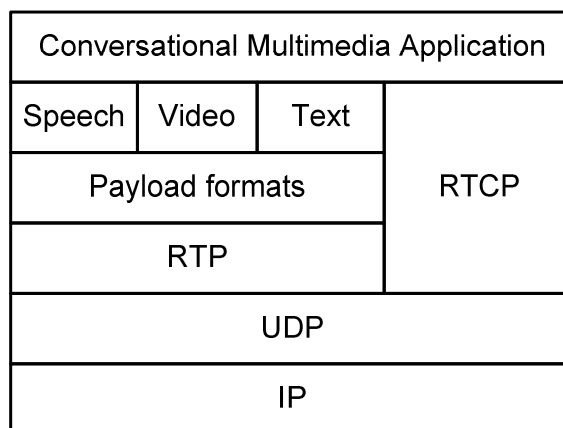 Conversational Multimedia Application
Speech Video Text
Payload formats
RTCP
RTP
UDP
IP